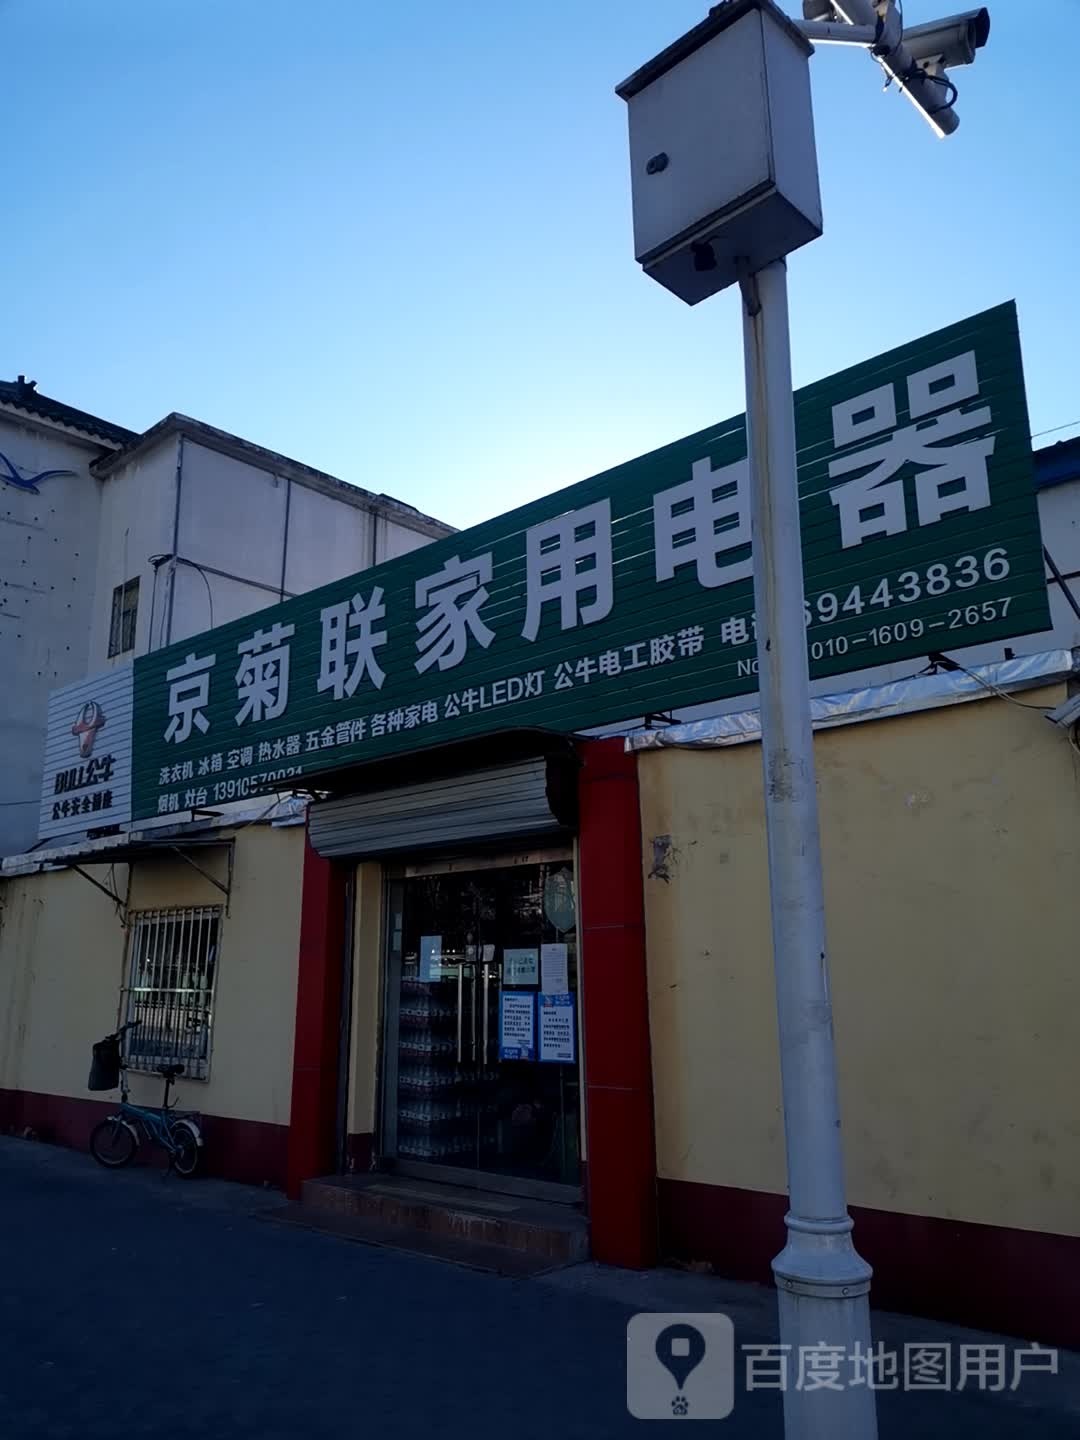 京菊联家用电器
洗衣机 冰箱 空调 热水器 五金管件 各种家电 公牛LED灯 公牛电工胶带 电 69443836
烟机 灶台 13910570031
No 010-1609-2657
BULL公牛
公牛安全插座
百度地图用户